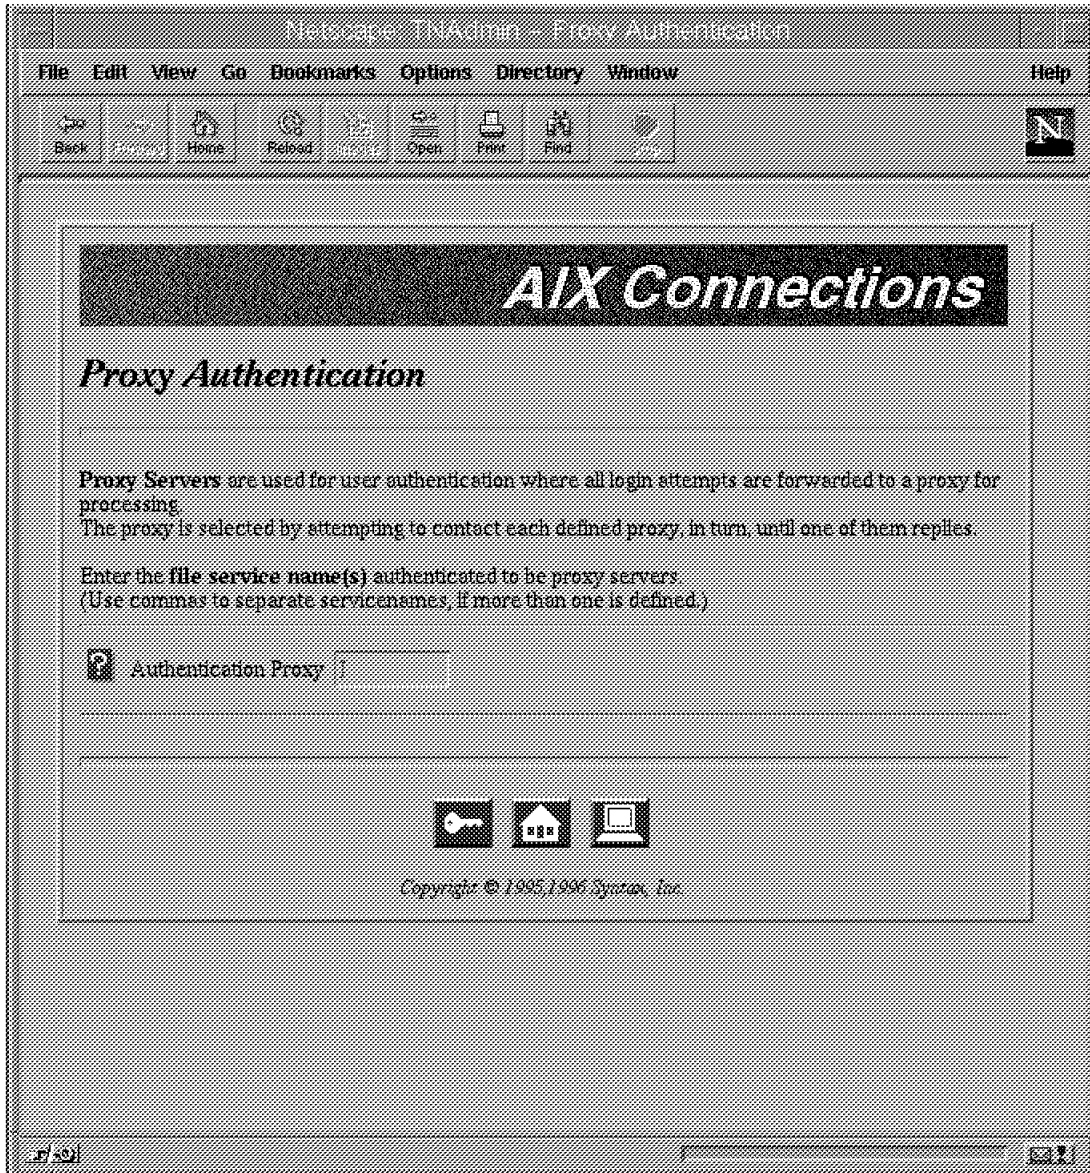 Netscape: TNAdmin - Proxy Authentication
File Edit View Go Bookmarks Options Directory Window Help
Back Forward Home Reload Images Open Print Find Stop
N
AIX Connections
Proxy Authentication
Proxy Servers are used for user authentication where all login attempts are forwarded to a proxy for
processing.
The proxy is selected by attempting to contact each defined proxy, in turn, until one of them replies.
Enter the file service name(s) authenticated to be proxy servers.
(Use commas to separate servicenames, if more than one is defined.)
? Authentication Proxy
Copyright © 1995,1996 Syntax, Inc.